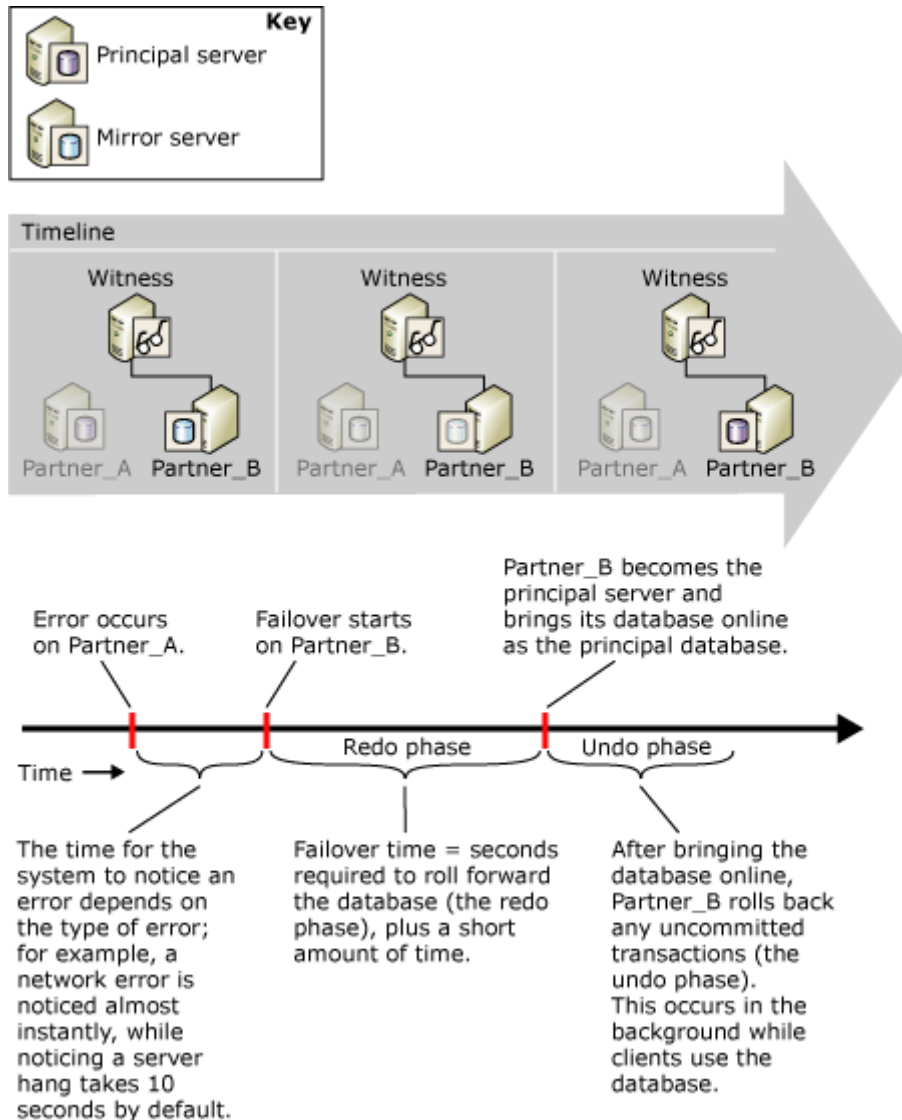 Key
Principal server
Mirror server
Timeline
Witness
Witness
Witness
Partner_A
Partner_B
Partner_A
Partner_B
Partner_A
Partner_B
Error occurs
on Partner_A.
Failover starts
on Partner_B.
Partner_B becomes the
principal server and
brings its database online
as the principal database.
Redo phase
Undo phase
Time
The time for the
system to notice an
error depends on
the type of error;
for example, a
network error is
noticed almost
instantly, while
noticing a server
hang takes 10
seconds by default.
Failover time = seconds
required to roll forward
the database (the redo
phase), plus a short
amount of time.
After bringing the
database online,
Partner_B rolls back
any uncommitted
transactions (the
undo phase).
This occurs in the
background while
clients use the
database.